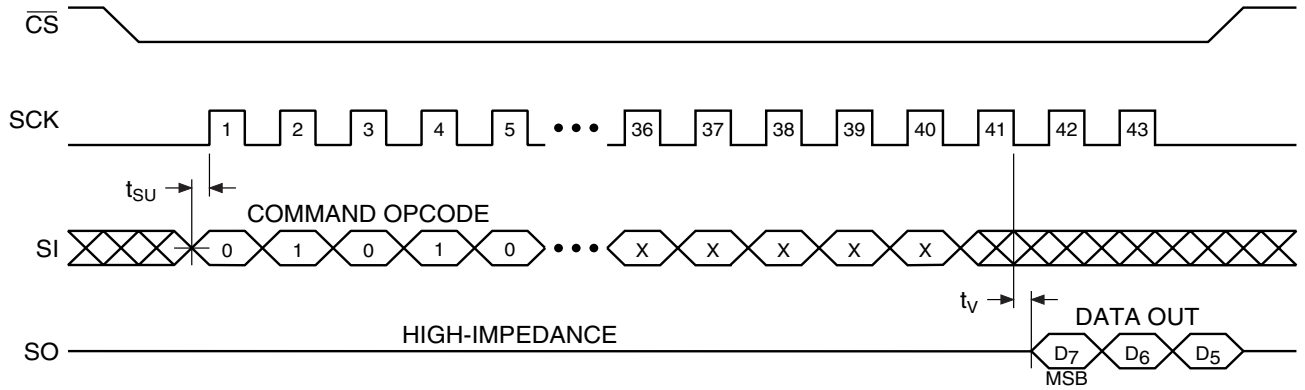 CS
SCK 1 2 3 4 5 ••• 36 37 38 39 40 41 42 43
tSU
COMMAND OPCODE
SI 0 1 0 1 0 ••• X X X X X
tV
HIGH-IMPEDANCE
DATA OUT
SO D7 D6 D5
MSB